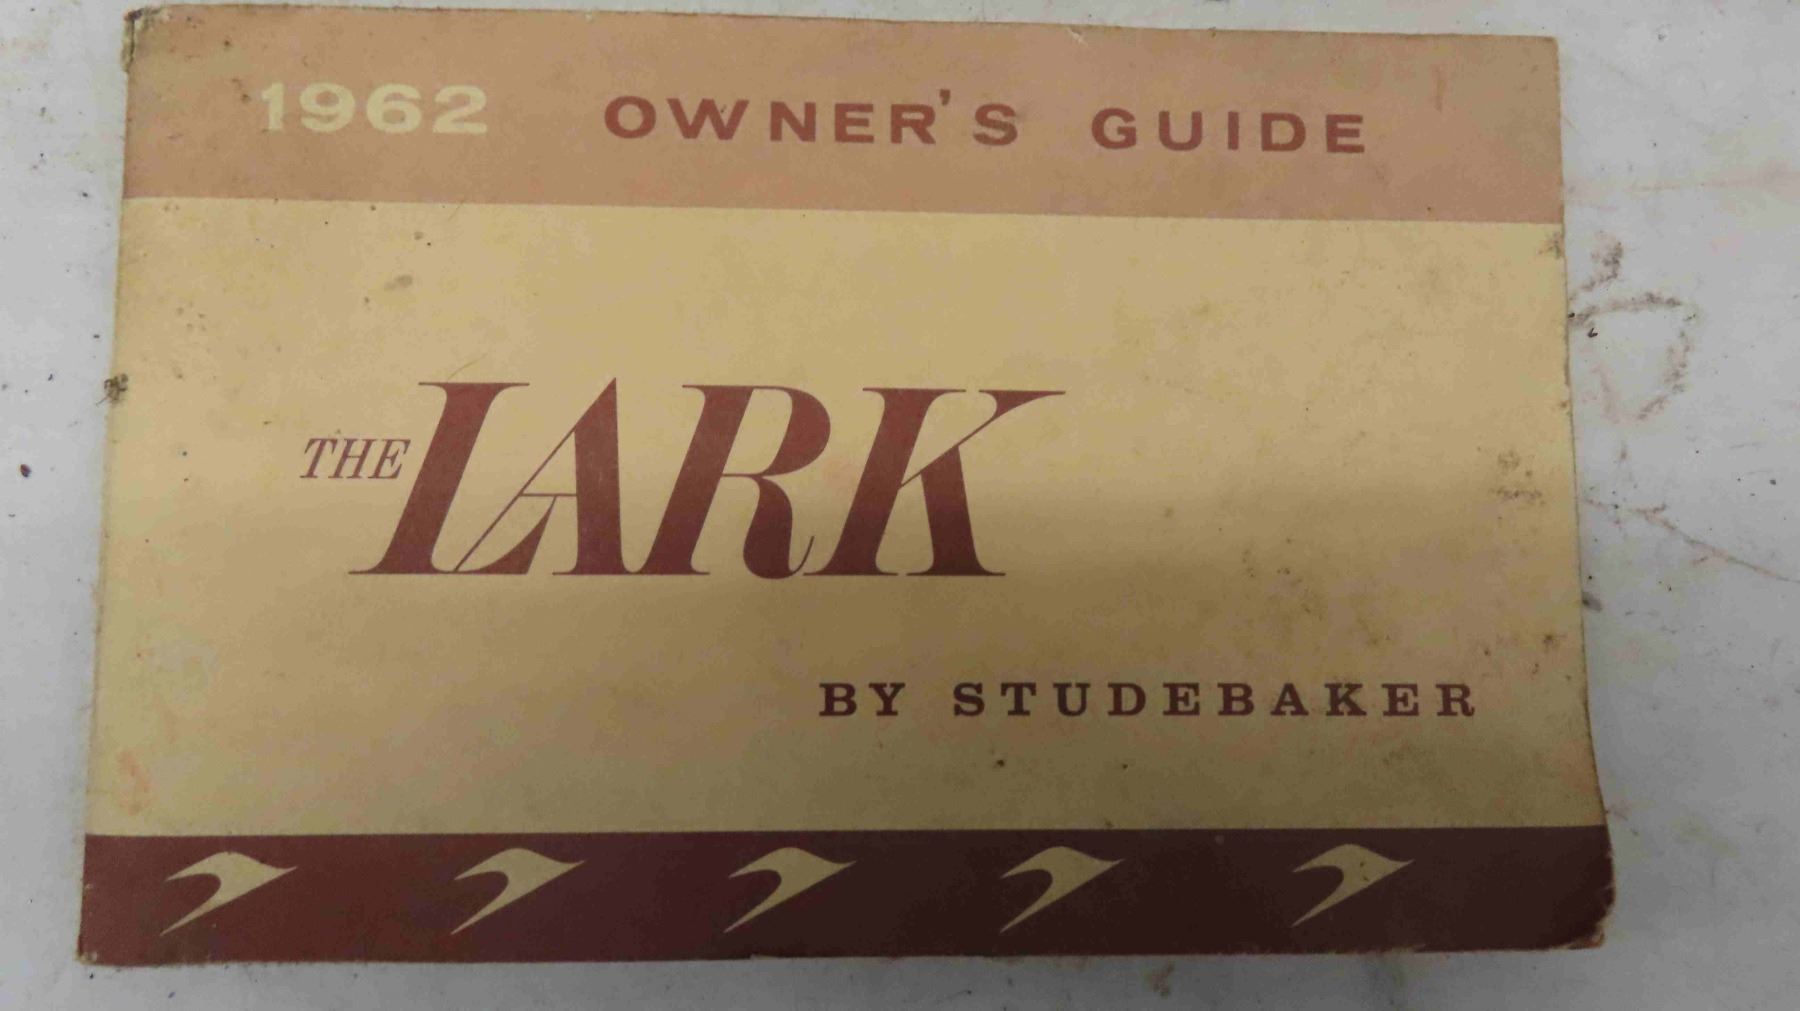 1962 OWNER'S GUIDE
THE LARK
BY STUDEBAKER